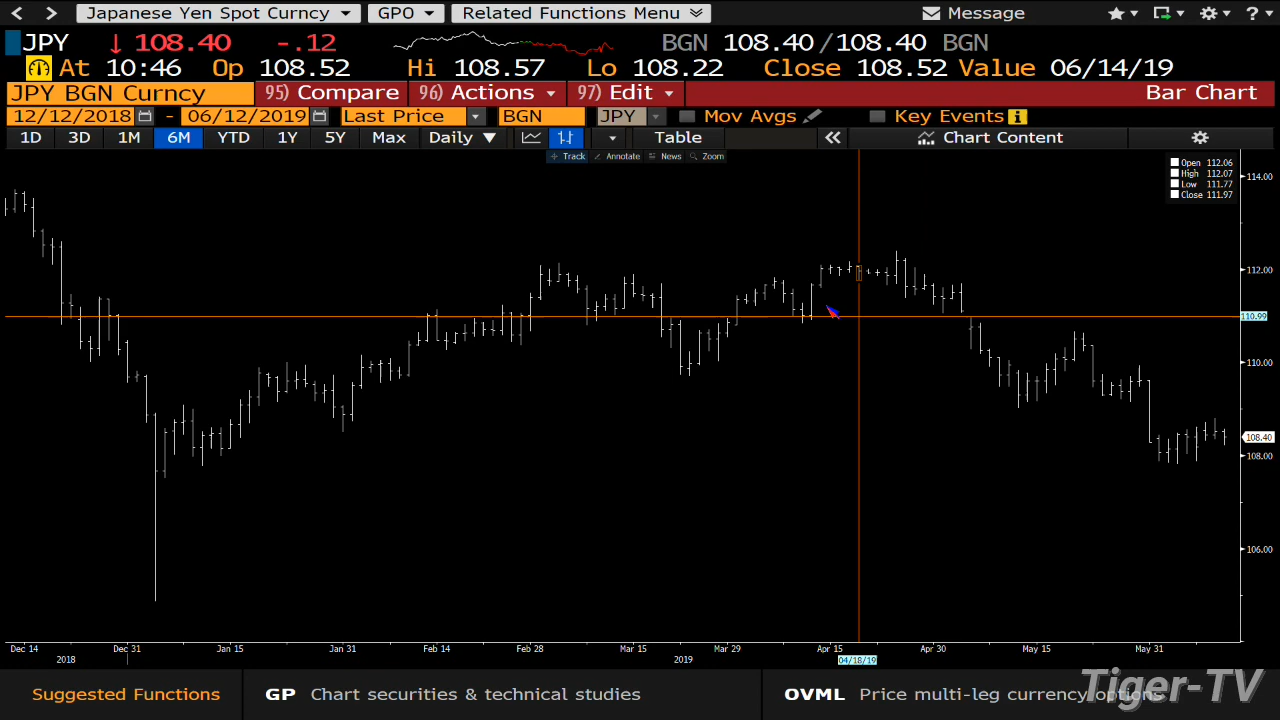 Japanese Yen Spot Curncy GPO Related Functions Menu Message ?
JPY 108.40 -.12 BGN 108.40/108.40 BGN
At 10:46 Op 108.52 Hi 108.57 Lo 108.22 Close 108.52 Value 06/14/19
JPY BGN Curncy 95) Compare 96) Actions 97) Edit Bar Chart
12/12/2018 - 06/12/2019 Last Price BGN JPY Mov Avgs Key Events i
1D 3D 1M 6M YTD 1Y 5Y Max Daily Table Chart Content
Track Annotate News Zoom
Open 112.06
High 112.07
Low 111.77
Close 111.97
114.00
112.00
110.99
110.00
108.40
108.00
106.00
Dec 14 Dec 31 Jan 15 Jan 31 Feb 14 Feb 28 Mar 15 Mar 29 Apr 15 Apr 30 May 15 May 31
2018 2019 04/18/19
Suggested Functions GP Chart securities & technical studies OVML Price multi-leg currency options
Tiger-TV